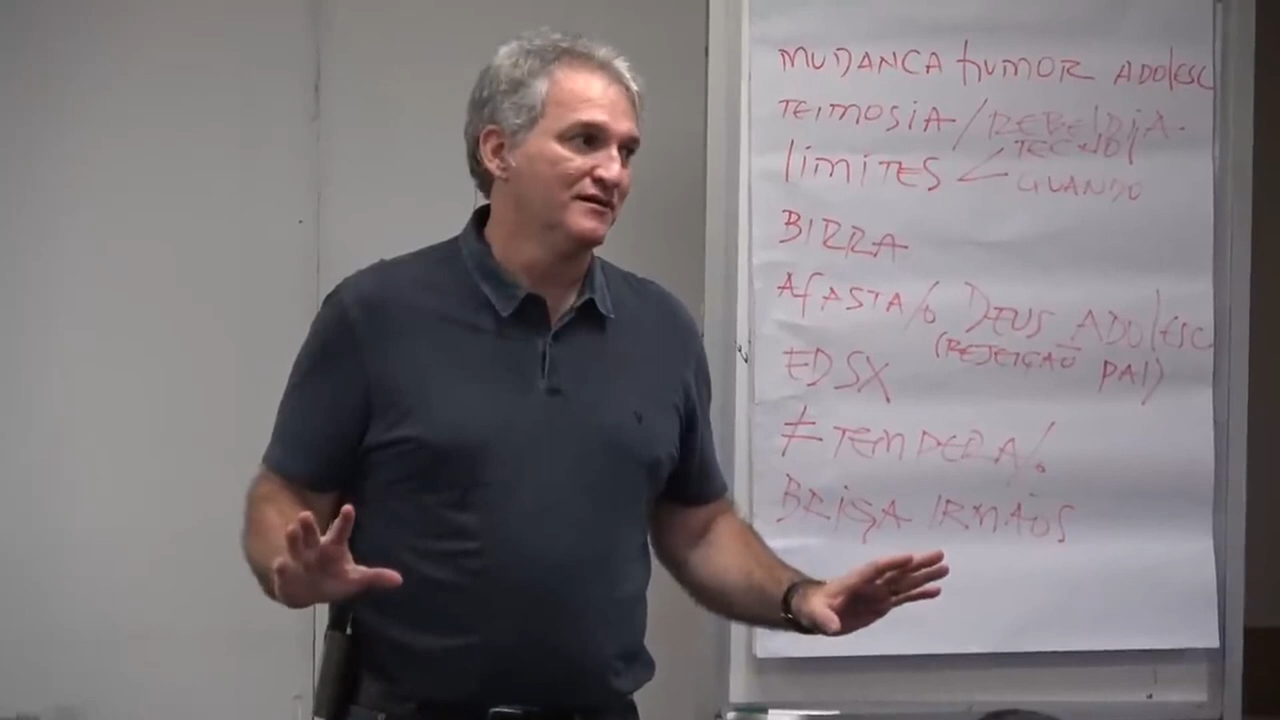 MUDANCA HUMOR ADOLESC
TEIMOSIA / REBELDIA.
LIMITES < TECNO
QUANDO
BIRRA
AFASTA/o DEUS ADOLESC
(REJEIÇÃO PAI)
ED SX
≠ TEMPERA/.
BRIGA IRMÃOS